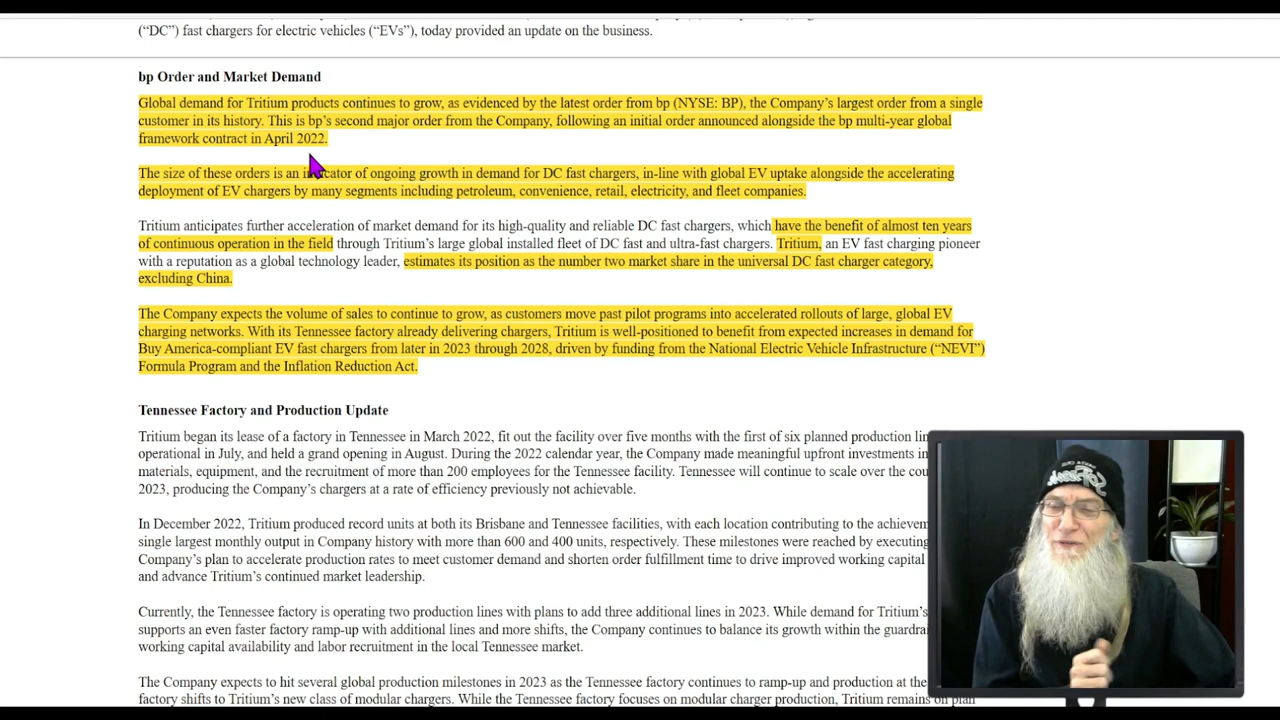 (“DC”) fast chargers for electric vehicles (“EVs”), today provided an update on the business.
bp Order and Market Demand
Global demand for Tritium products continues to grow, as evidenced by the latest order from bp (NYSE: BP), the Company’s largest order from a single
customer in its history. This is bp’s second major order from the Company, following an initial order announced alongside the bp multi-year global
framework contract in April 2022.
The size of these orders is an indicator of ongoing growth in demand for DC fast chargers, in-line with global EV uptake alongside the accelerating
deployment of EV chargers by many segments including petroleum, convenience, retail, electricity, and fleet companies.
Tritium anticipates further acceleration of market demand for its high-quality and reliable DC fast chargers, which have the benefit of almost ten years
of continuous operation in the field through Tritium’s large global installed fleet of DC fast and ultra-fast chargers. Tritium, an EV fast charging pioneer
with a reputation as a global technology leader, estimates its position as the number two market share in the universal DC fast charger category,
excluding China.
The Company expects the volume of sales to continue to grow, as customers move past pilot programs into accelerated rollouts of large, global EV
charging networks. With its Tennessee factory already delivering chargers, Tritium is well-positioned to benefit from expected increases in demand for
Buy America-compliant EV fast chargers from later in 2023 through 2028, driven by funding from the National Electric Vehicle Infrastructure (“NEVI”)
Formula Program and the Inflation Reduction Act.
Tennessee Factory and Production Update
Tritium began its lease of a factory in Tennessee in March 2022, fit out the facility over five months with the first of six planned production
operational in July, and held a grand opening in August. During the 2022 calendar year, the Company made meaningful upfront investments in
materials, equipment, and the recruitment of more than 200 employees for the Tennessee facility. Tennessee will continue to scale over the
2023, producing the Company’s chargers at a rate of efficiency previously not achievable.
In December 2022, Tritium produced record units at both its Brisbane and Tennessee facilities, with each location contributing to the
single largest monthly output in Company history with more than 600 and 400 units, respectively. These milestones were reached by executing
Company’s plan to accelerate production rates to meet customer demand and shorten order fulfillment time to drive improved working capital
and advance Tritium’s continued market leadership.
Currently, the Tennessee factory is operating two production lines with plans to add three additional lines in 2023. While demand for Tritium’s
supports an even faster factory ramp-up with additional lines and more shifts, the Company continues to balance its growth within the
working capital availability and labor recruitment in the local Tennessee market.
The Company expects to hit several global production milestones in 2023 as the Tennessee factory continues to ramp-up and production at the
factory shifts to Tritium’s new class of modular chargers. While the Tennessee factory focuses on modular charger production, Tritium remains on plan